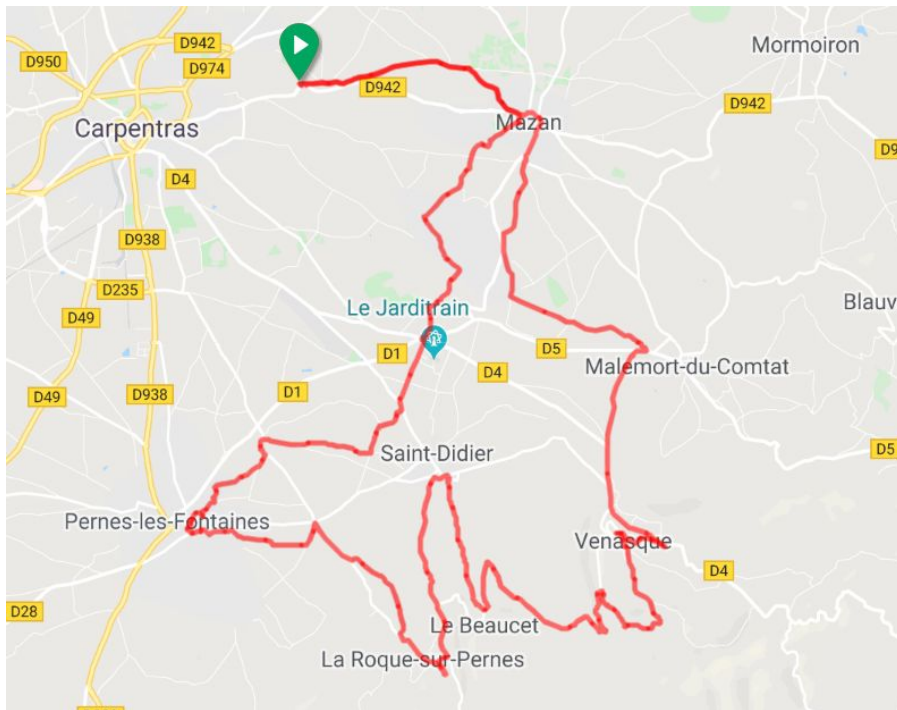 D942
Mormoiron
D950
D974
D942
D942
Carpentras
Mazan
D9
D4
D938
D235
Le Jarditrain
Blauv
D49
D1
D5
Malemort-du-Comtat
D4
D49
D938
D1
Saint-Didier
D5
Pernes-les-Fontaines
Venasque
D4
D28
Le Beaucet
La Roque-sur-Pernes